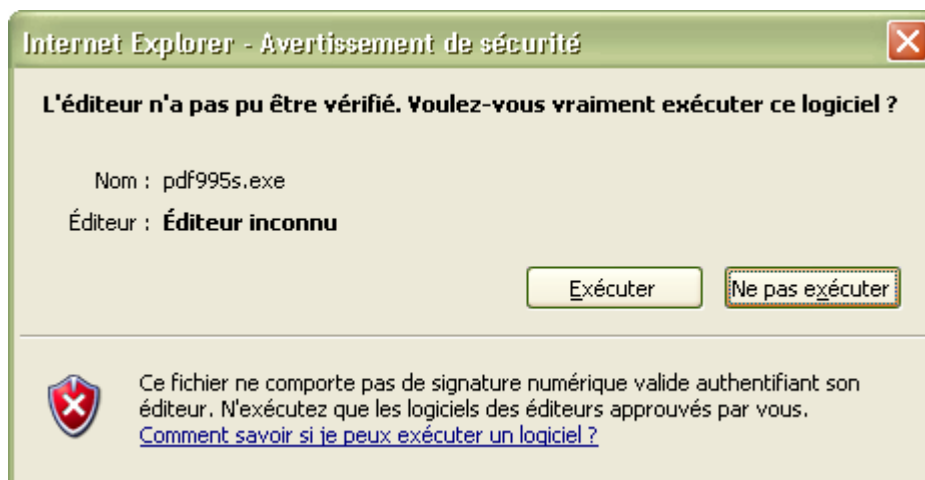 Internet Explorer - Avertissement de sécurité
L'éditeur n'a pas pu être vérifié. Voulez-vous vraiment exécuter ce logiciel ?
Nom : pdf995s.exe
Éditeur : Éditeur inconnu
Exécuter Ne pas exécuter
Ce fichier ne comporte pas de signature numérique valide authentifiant son
éditeur. N'exécutez que les logiciels des éditeurs approuvés par vous.
Comment savoir si je peux exécuter un logiciel ?